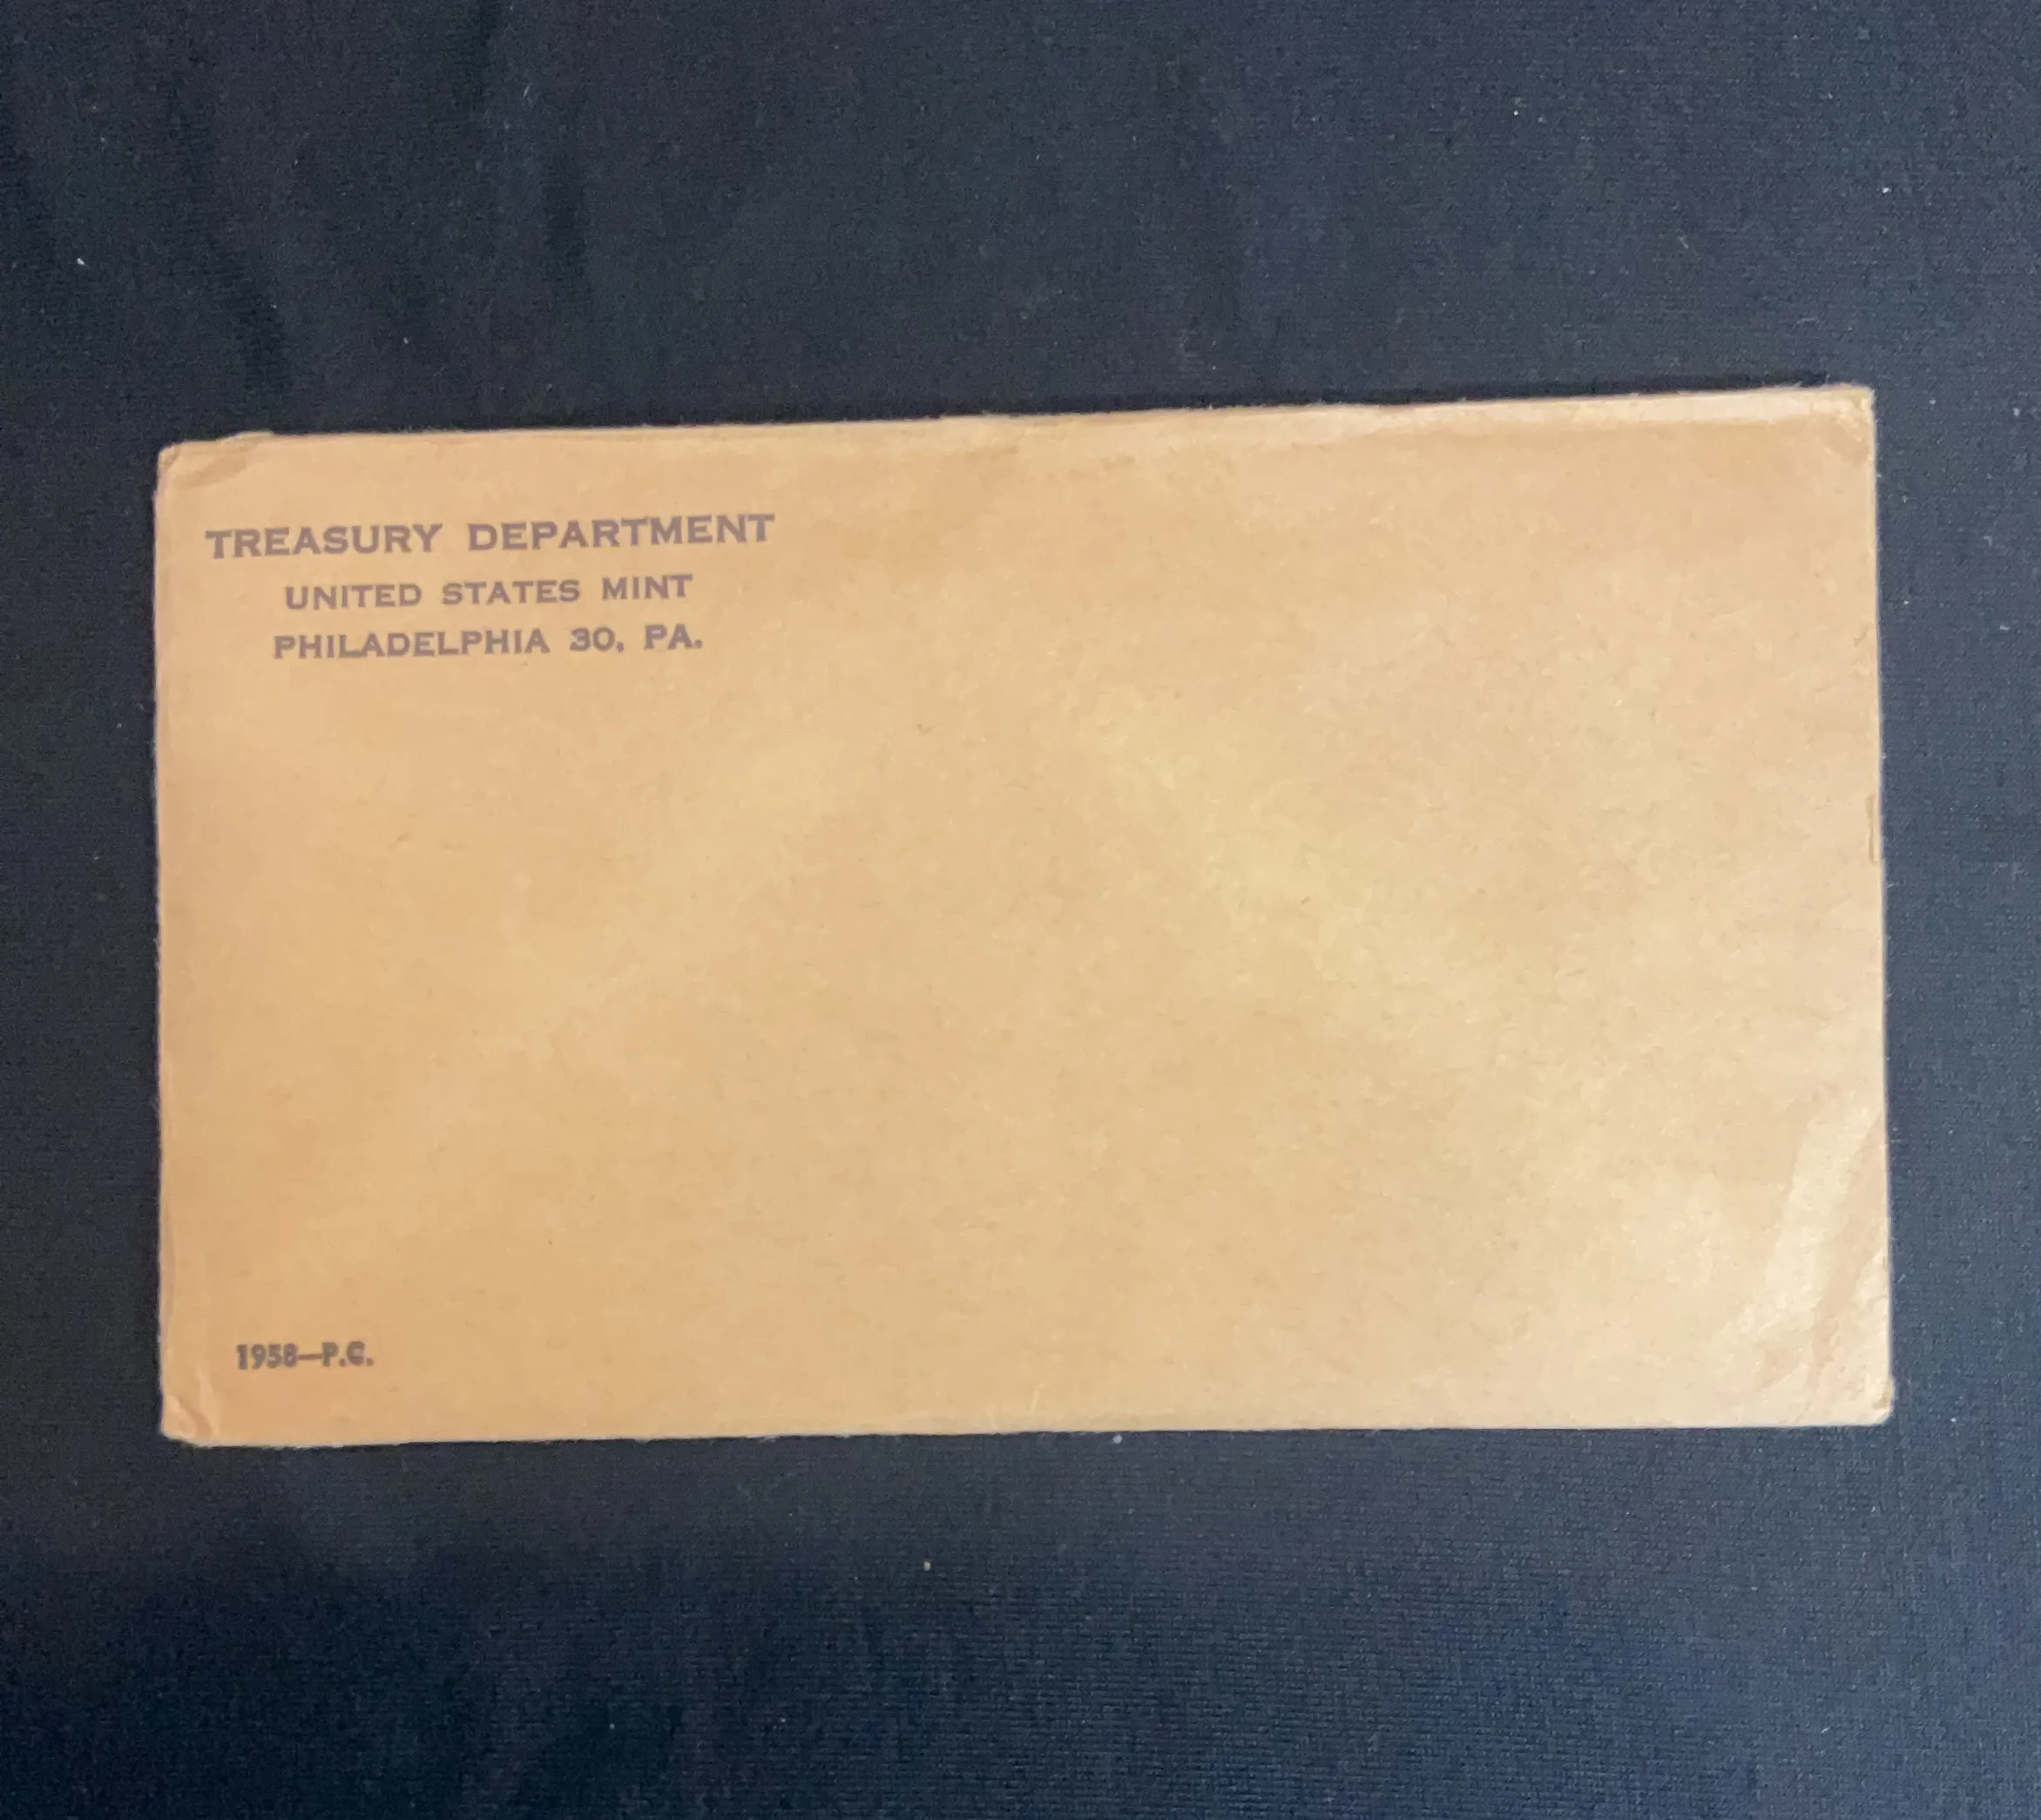 TREASURY DEPARTMENT
UNITED STATES MINT
PHILADELPHIA 30, PA.
1958—P.C.